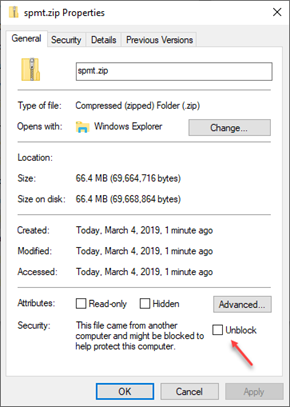 spmt.zip Properties
General Security Details Previous Versions
spmt.zip
Type of file: Compressed (zipped) Folder (.zip)
Opens with: Windows Explorer Change...
Location:
Size: 66.4 MB (69,664,716 bytes)
Size on disk: 66.4 MB (69,668,864 bytes)
Created: Today, March 4, 2019, 1 minute ago
Modified: Today, March 4, 2019, 1 minute ago
Accessed: Today, March 4, 2019, 1 minute ago
Attributes: Read-only Hidden Advanced...
Security: This file came from another Unblock
computer and might be blocked to
help protect this computer.
OK Cancel Apply